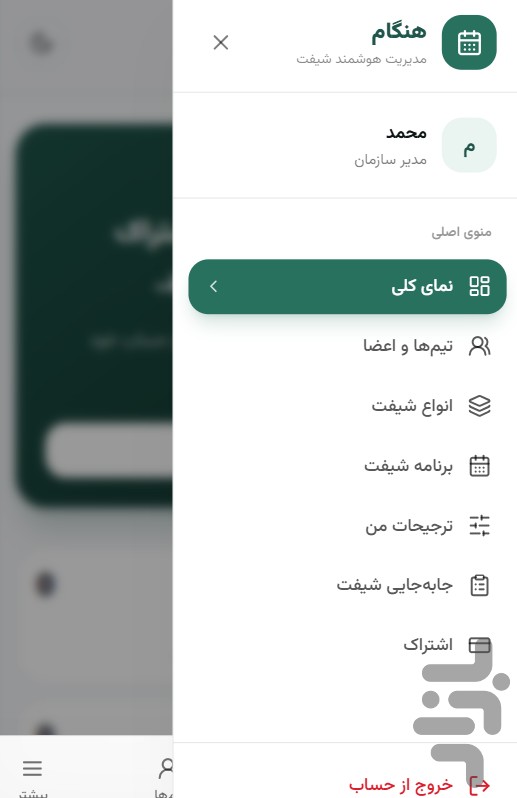 هنگام
مدیریت هوشمند شیفت
م
محمد
مدیر سازمان
منوی اصلی
نمای کلی
تیم‌ها و اعضا
انواع شیفت
برنامه شیفت
ترجیحات من
جابه‌جایی شیفت
اشتراک
خروج از حساب
بیشتر